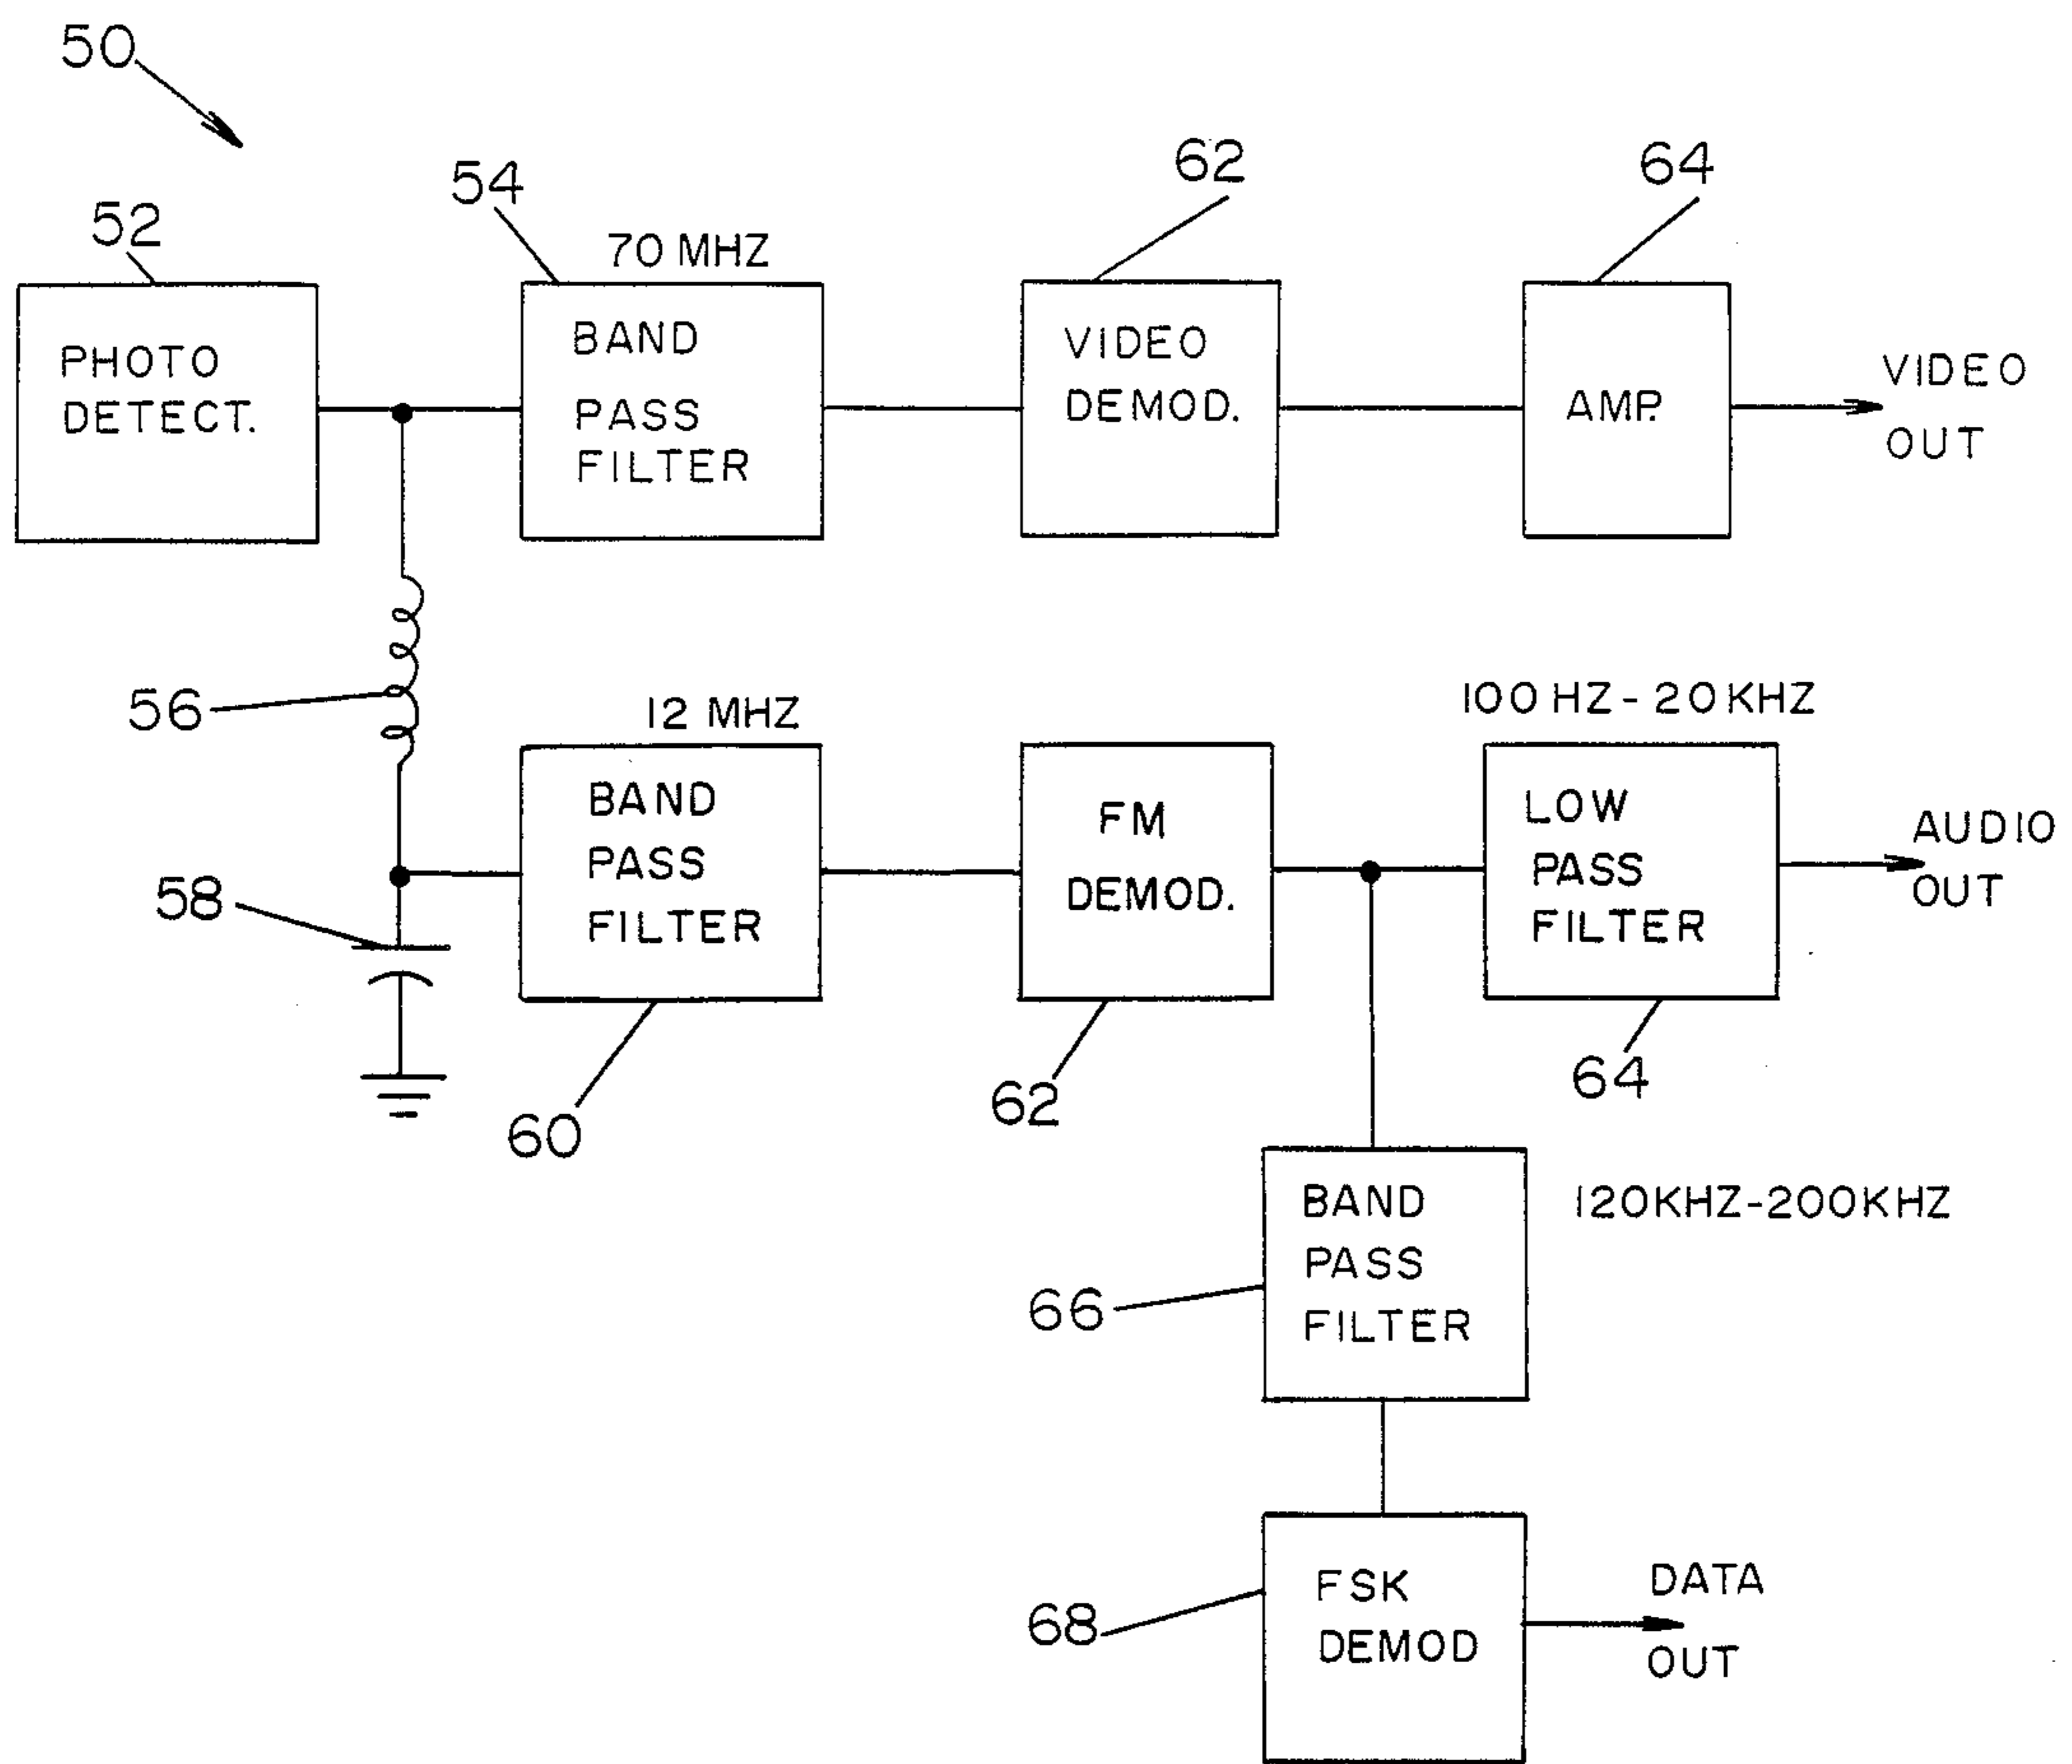 50
52
54
70 MHZ
62
64
PHOTO
DETECT.
BAND
PASS
FILTER
VIDEO
DEMOD.
AMP.
VIDEO
OUT
56
12 MHZ
100 HZ - 20 KHZ
58
BAND
PASS
FILTER
FM
DEMOD.
LOW
PASS
FILTER
AUDIO
OUT
60
62
64
BAND
PASS
FILTER
120KHZ-200KHZ
66
FSK
DEMOD
68
DATA
OUT